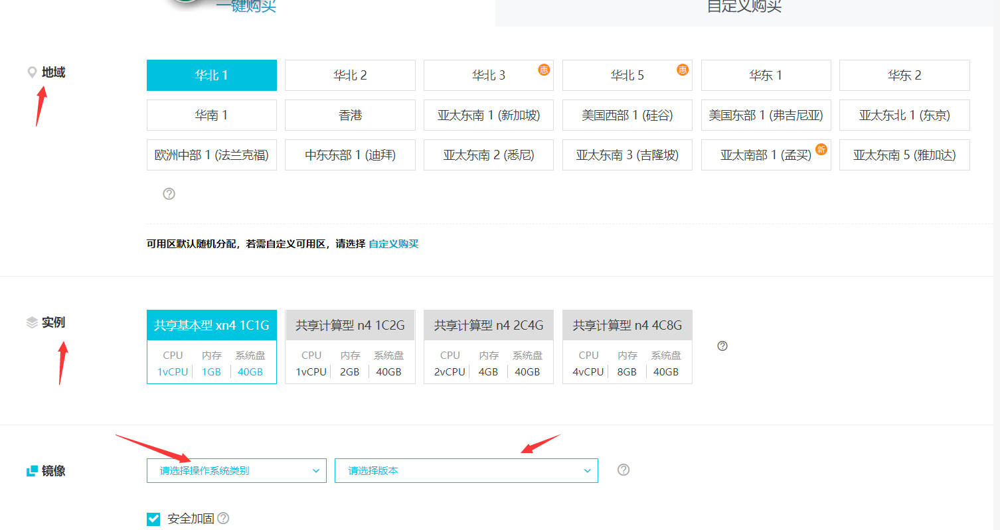 一键购买 自定义购买
地域
华北 1 华北 2 华北 3 惠 华北 5 惠 华东 1 华东 2
华南 1 香港 亚太东南 1 (新加坡) 美国西部 1 (硅谷) 美国东部 1 (弗吉尼亚) 亚太东北 1 (东京)
欧洲中部 1 (法兰克福) 中东东部 1 (迪拜) 亚太东南 2 (悉尼) 亚太东南 3 (吉隆坡) 亚太南部 1 (孟买) 新 亚太东南 5 (雅加达)
?
可用区默认随机分配，若需自定义可用区，请选择 自定义购买
实例
共享基本型 xn4 1C1G 共享计算型 n4 1C2G 共享计算型 n4 2C4G 共享计算型 n4 4C8G
CPU 内存 系统盘 CPU 内存 系统盘 CPU 内存 系统盘 CPU 内存 系统盘
?
1vCPU 1GB 40GB 1vCPU 2GB 40GB 2vCPU 4GB 40GB 4vCPU 8GB 40GB
镜像 请选择操作系统类别 请选择版本 ?
安全加固 ?